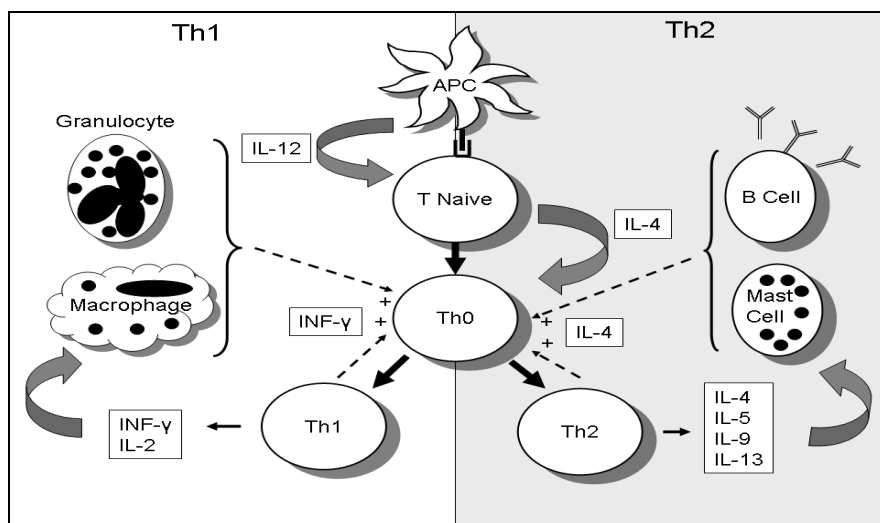 Th1
Th2
APC
Granulocyte
IL-12
T Naive
IL-4
B Cell
Macrophage
INF-γ
+
+
Th0
+
+
IL-4
Mast
Cell
INF-γ
IL-2
Th1
Th2
IL-4
IL-5
IL-9
IL-13